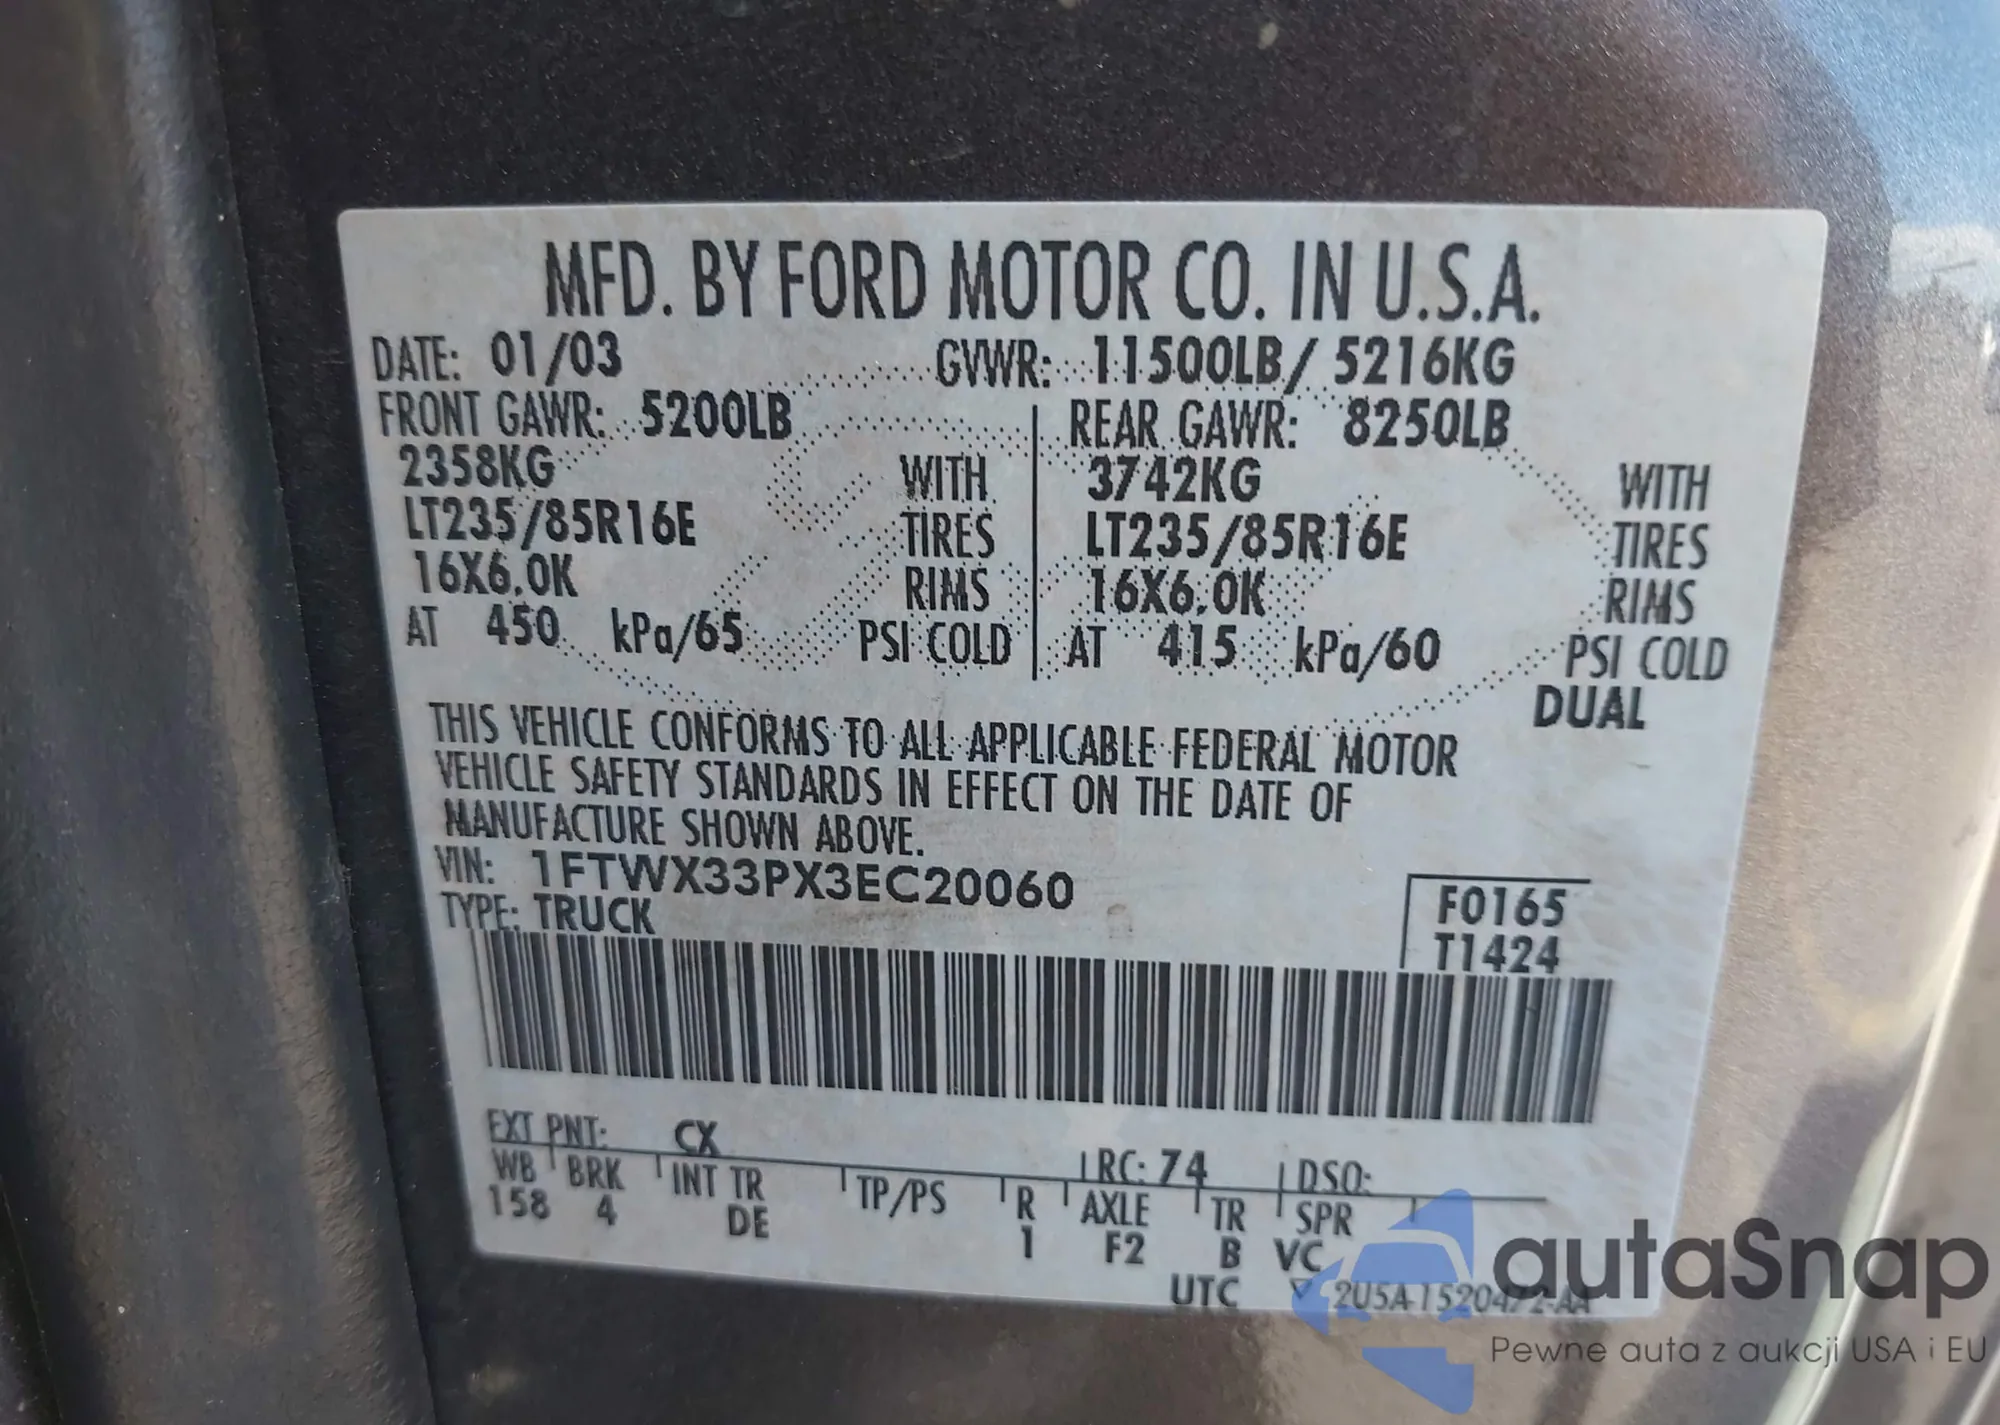 MFD. BY FORD MOTOR CO. IN U.S.A.
DATE: 01/03 GVWR: 11500LB/ 5216KG
FRONT GAWR: 5200LB REAR GAWR: 8250LB
2358KG WITH 3742KG WITH
LT235/85R16E TIRES LT235/85R16E TIRES
16X6.0K RIMS 16X6.0K RIMS
AT 450 kPa/65 PSI COLD AT 415 kPa/60 PSI COLD
DUAL
THIS VEHICLE CONFORMS TO ALL APPLICABLE FEDERAL MOTOR
VEHICLE SAFETY STANDARDS IN EFFECT ON THE DATE OF
MANUFACTURE SHOWN ABOVE.
VIN: 1FTWX33PX3EC20060
TYPE: TRUCK
F0165
T1424
EXT PNT: CX RC: 74 DSO:
WB BRK INT TR TP/PS R AXLE TR SPR
158 4 DE 1 F2 B VC
UTC 2U5A-1520472-AA
autoSnap
Pewne auta z aukcji USA i EU